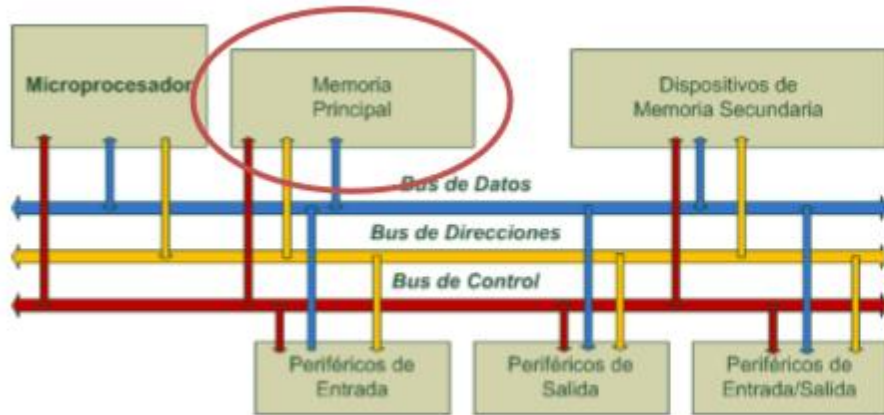 Microprocesador
Memoria
Principal
Dispositivos de
Memoria Secundaria
Bus de Datos
Bus de Direcciones
Bus de Control
Periféricos de
Entrada
Periféricos de
Salida
Periféricos de
Entrada/Salida